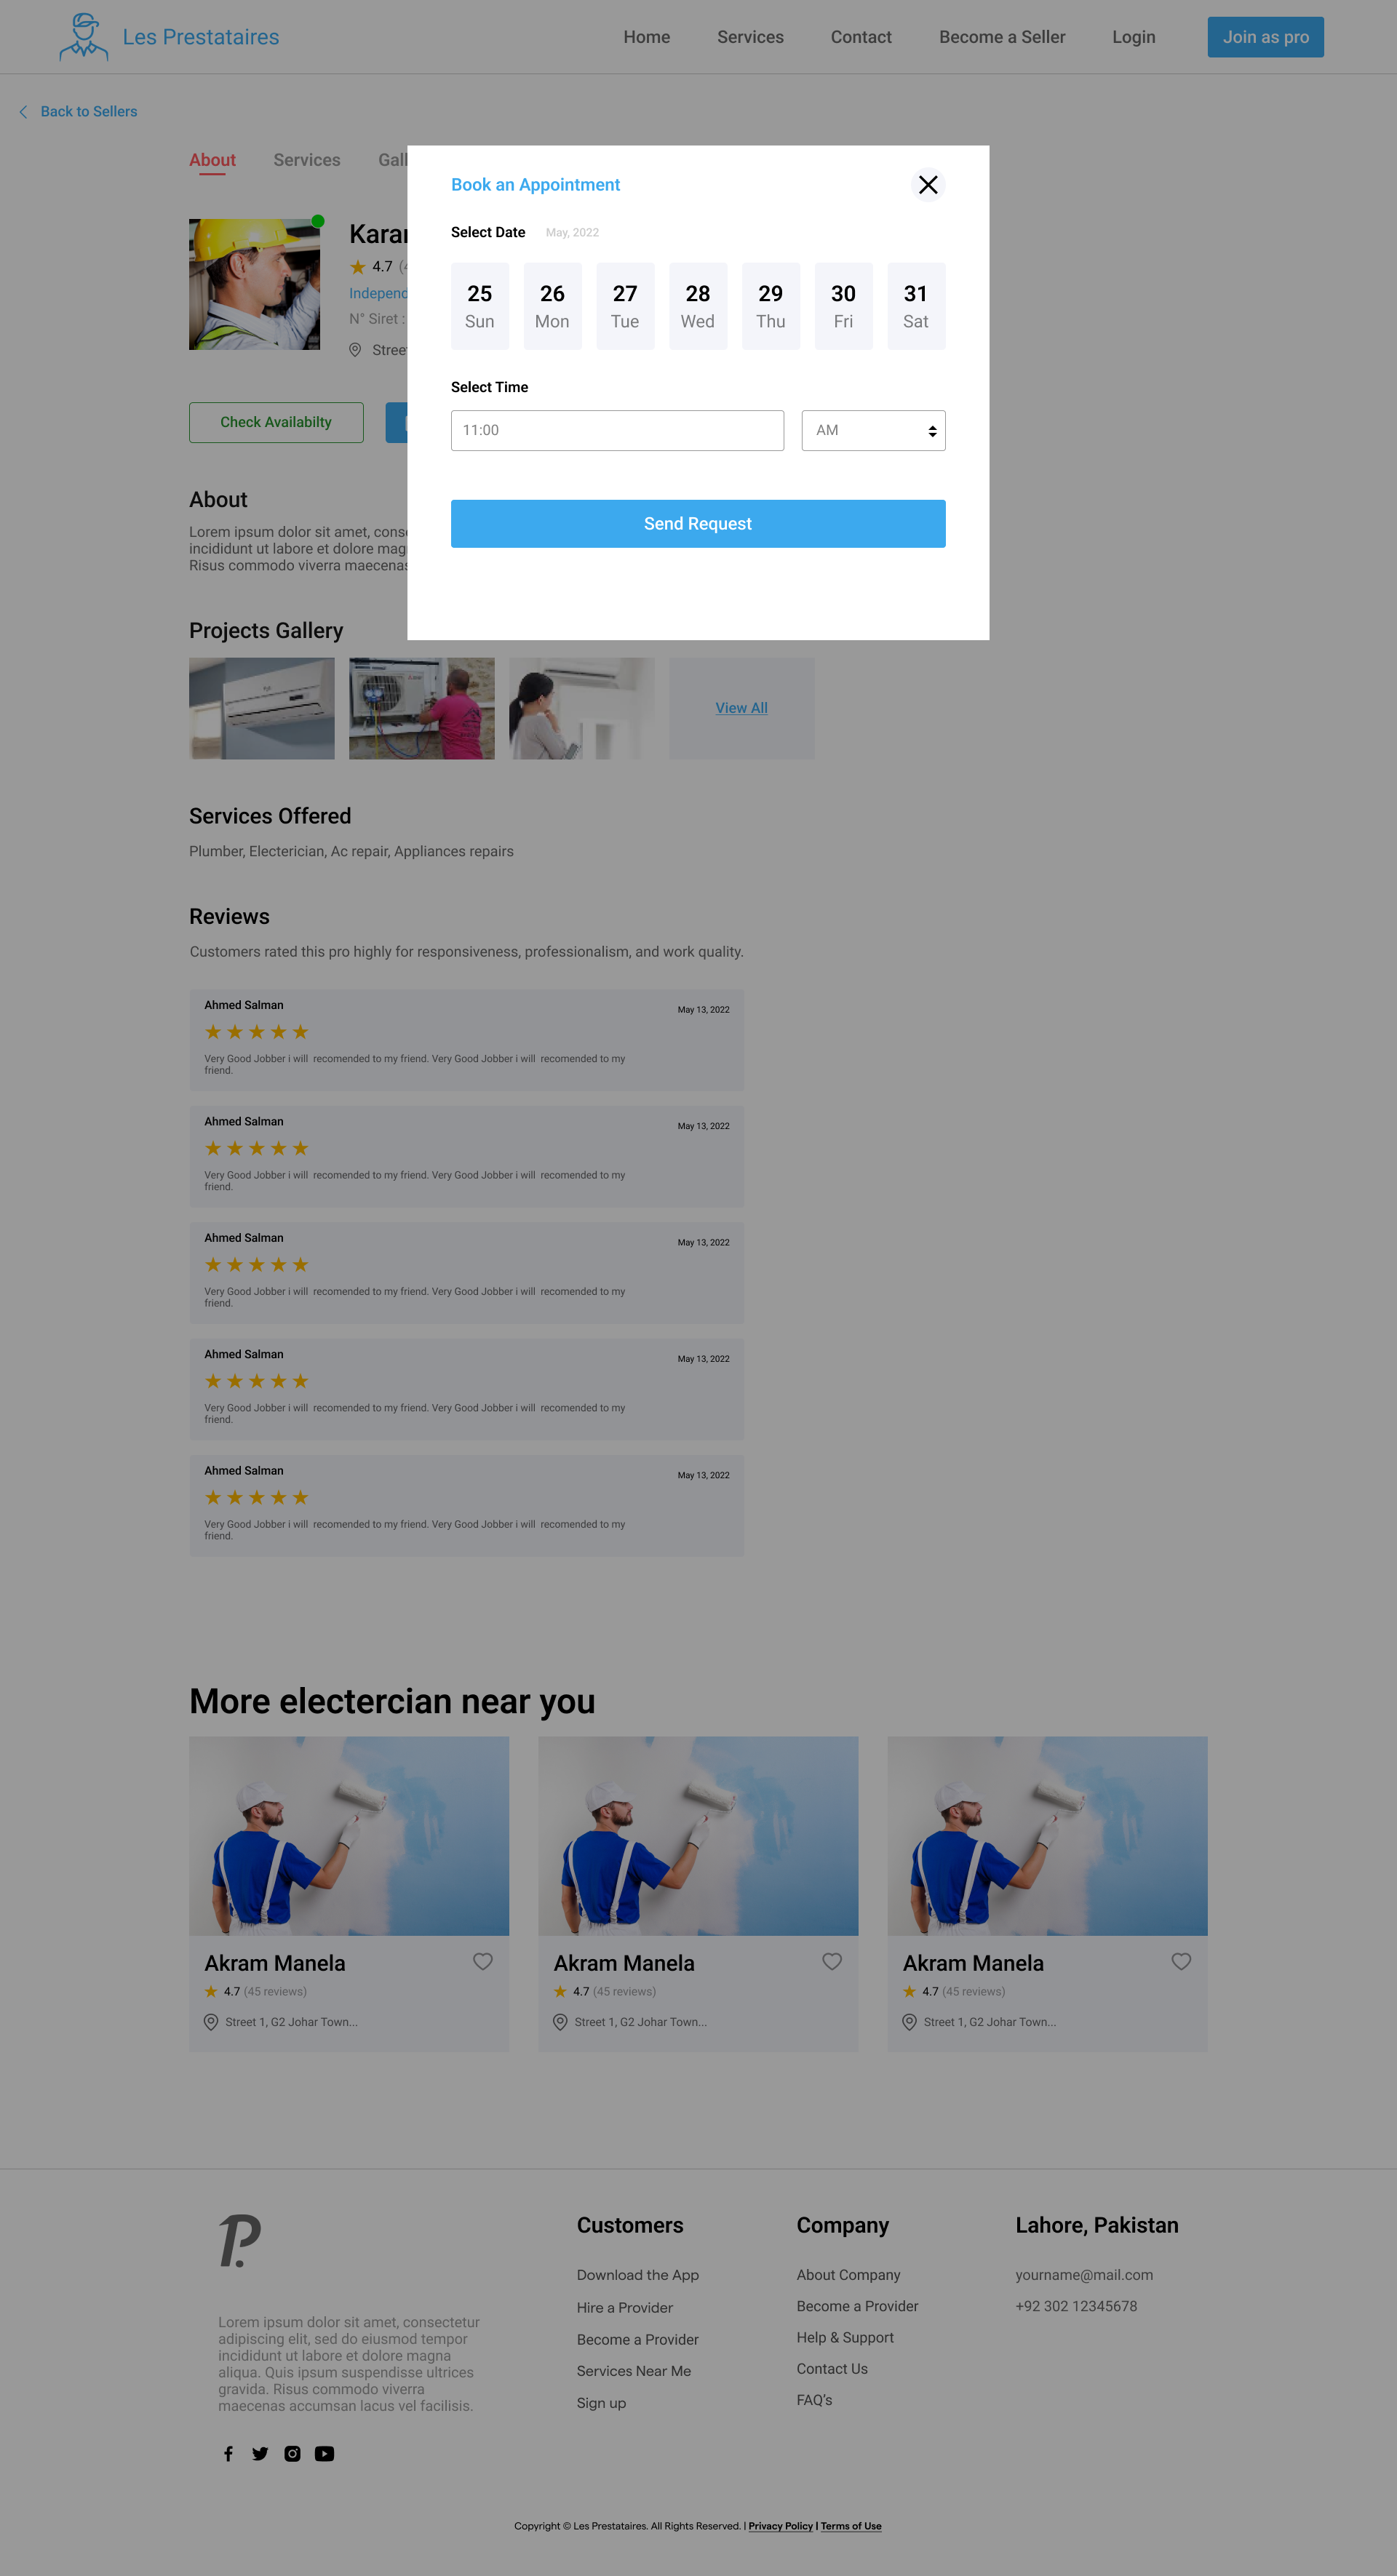 Les Prestataires
Home
Services
Contact
Become a Seller
Login
Join as pro
Back to Sellers
About
Services
Book an Appointment
Select Date
May, 2022
25
Sun
26
Mon
27
Tue
28
Wed
29
Thu
30
Fri
31
Sat
Select Time
11:00
AM
Send Request
4.7
N° Siret :
Check Availabilty
About
Lorem ipsum dolor sit amet,
incididunt ut labore et dolore
Risus commodo viverra
Projects Gallery
View All
Services Offered
Plumber, Electerician, Ac repair, Appliances repairs
Reviews
Customers rated this pro highly for responsiveness, professionalism, and work quality.
Ahmed Salman
May 13, 2022
Very Good Jobber i will recomended to my friend. Very Good Jobber i will recomended to my
friend.
Ahmed Salman
May 13, 2022
Very Good Jobber i will recomended to my friend. Very Good Jobber i will recomended to my
friend.
Ahmed Salman
May 13, 2022
Very Good Jobber i will recomended to my friend. Very Good Jobber i will recomended to my
friend.
Ahmed Salman
May 13, 2022
Very Good Jobber i will recomended to my friend. Very Good Jobber i will recomended to my
friend.
Ahmed Salman
May 13, 2022
Very Good Jobber i will recomended to my friend. Very Good Jobber i will recomended to my
friend.
More electercian near you
Akram Manela
4.7 (45 reviews)
Street 1, G2 Johar Town...
Akram Manela
4.7 (45 reviews)
Street 1, G2 Johar Town...
Akram Manela
4.7 (45 reviews)
Street 1, G2 Johar Town...
P.
Lorem ipsum dolor sit amet, consectetur
adipiscing elit, sed do eiusmod tempor
incididunt ut labore et dolore magna
aliqua. Quis ipsum suspendisse ultrices
gravida. Risus commodo viverra
maecenas accumsan lacus vel facilisis.
Customers
Download the App
Hire a Provider
Become a Provider
Services Near Me
Sign up
Company
About Company
Become a Provider
Help & Support
Contact Us
FAQ's
Lahore, Pakistan
yourname@mail.com
+92 302 12345678
Copyright © Les Prestataires. All Rights Reserved. | Privacy Policy | Terms of Use